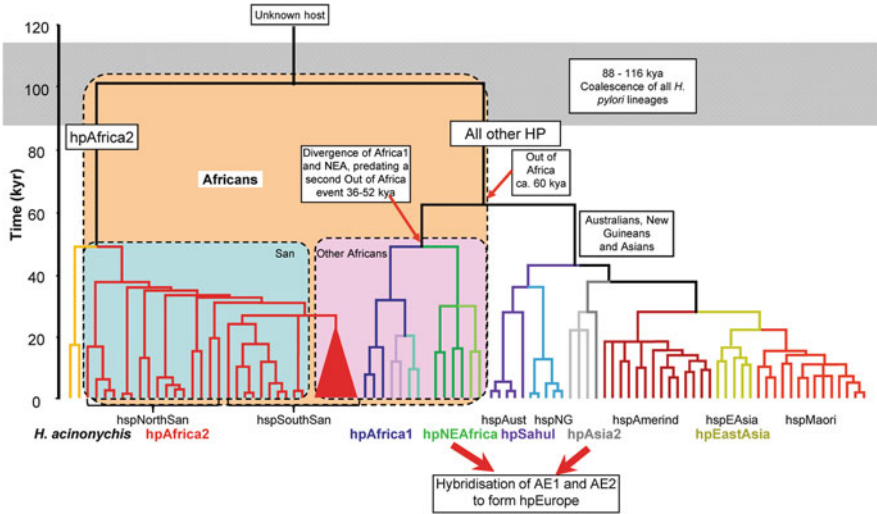 Unknown host
120
100
80
60
40
20
0
Time (kyr)
88 - 116 kya
Coalescence of all H.
pylori lineages
hpAfrica2
All other HP
Africans
Divergence of Africa1
and NEA, predating a
second Out of Africa
event 36-52 kya
Out of
Africa
ca. 60 kya
Australians, New
Guineans
and Asians
San
Other Africans
hspNorthSan
hspSouthSan
hspAust
hspNG
hspAmerind
hspEAsia
hspMaori
H. acinonychis
hpAfrica2
hpAfrica1
hpNEAfrica
hpSahul
hpAsia2
hpEastAsia
Hybridisation of AE1 and AE2
to form hpEurope